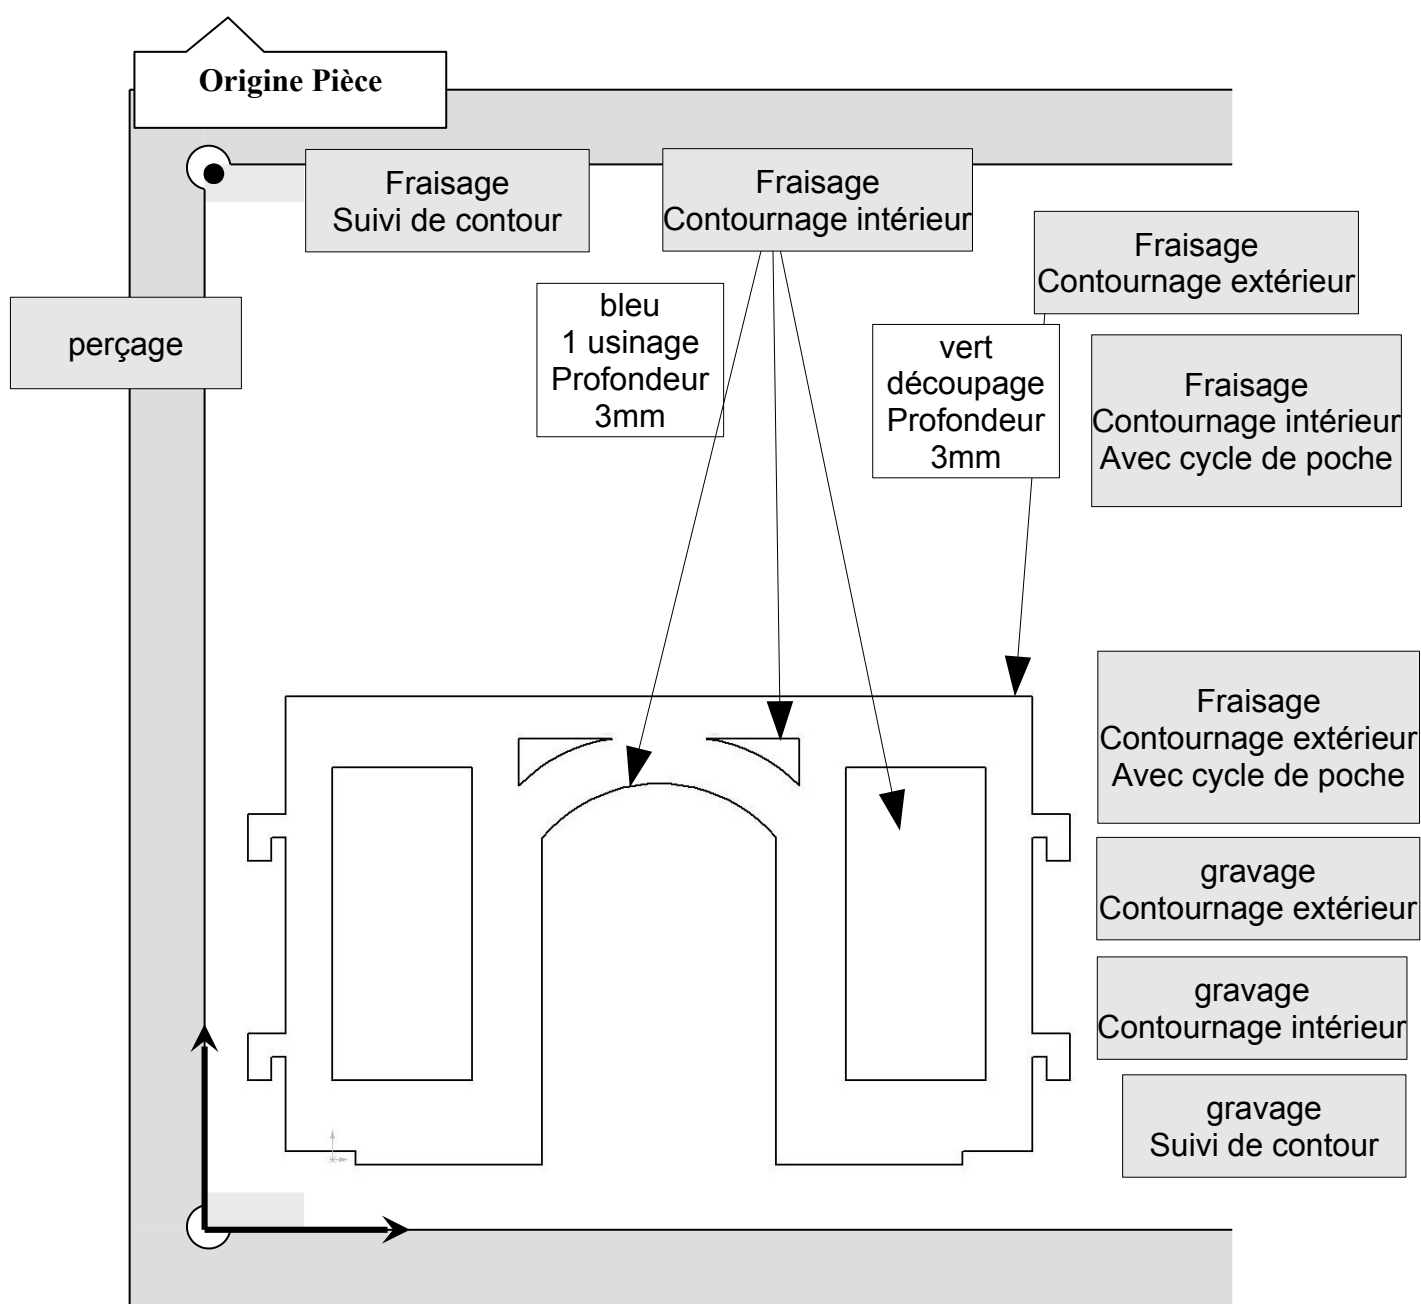 Origine Pièce
Fraisage
Suivi de contour
Fraisage
Contournage intérieur
Fraisage
Contournage extérieur
perçage
bleu
1 usinage
Profondeur
3mm
vert
découpage
Profondeur
3mm
Fraisage
Contournage intérieur
Avec cycle de poche
Fraisage
Contournage extérieur
Avec cycle de poche
gravage
Contournage extérieur
gravage
Contournage intérieur
gravage
Suivi de contour